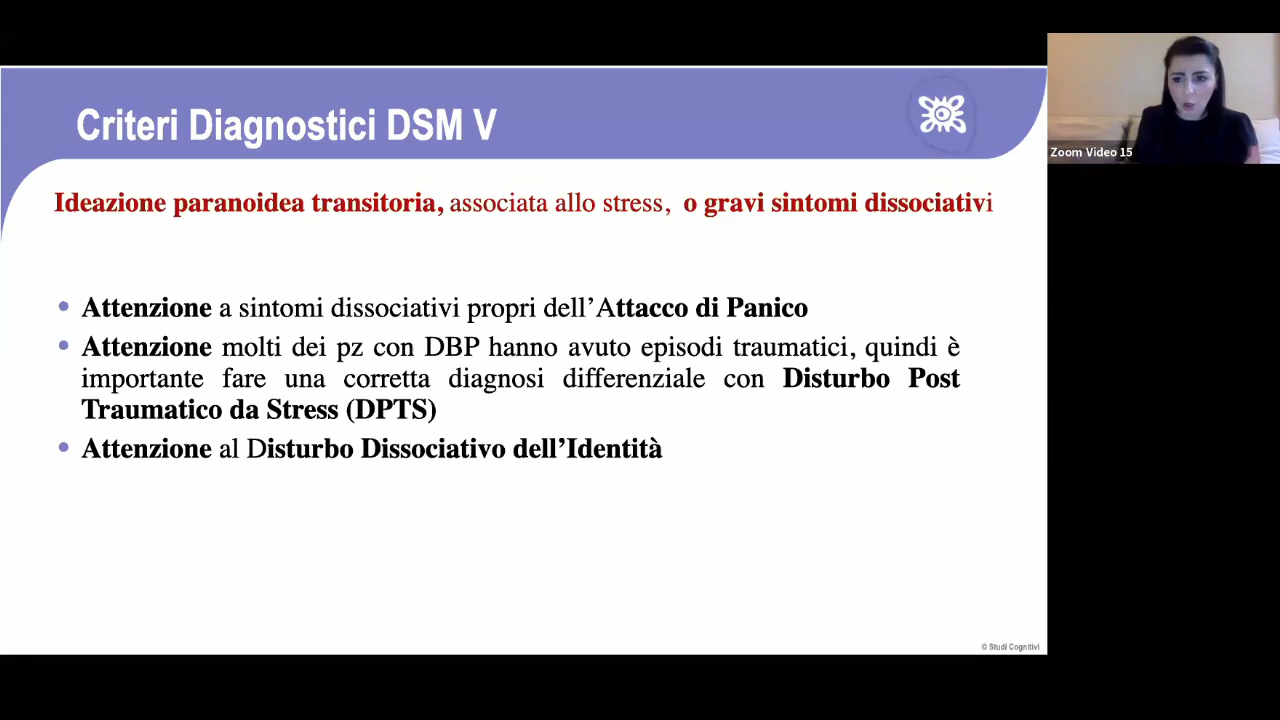 Criteri Diagnostici DSM V
Zoom Video 15
Ideazione paranoidea transitoria, associata allo stress, o gravi sintomi dissociativi
• Attenzione a sintomi dissociativi propri dell’Attacco di Panico
• Attenzione molti dei pz con DBP hanno avuto episodi traumatici, quindi è
importante fare una corretta diagnosi differenziale con Disturbo Post
Traumatico da Stress (DPTS)
• Attenzione al Disturbo Dissociativo dell’Identità
© Studi Cognitivi